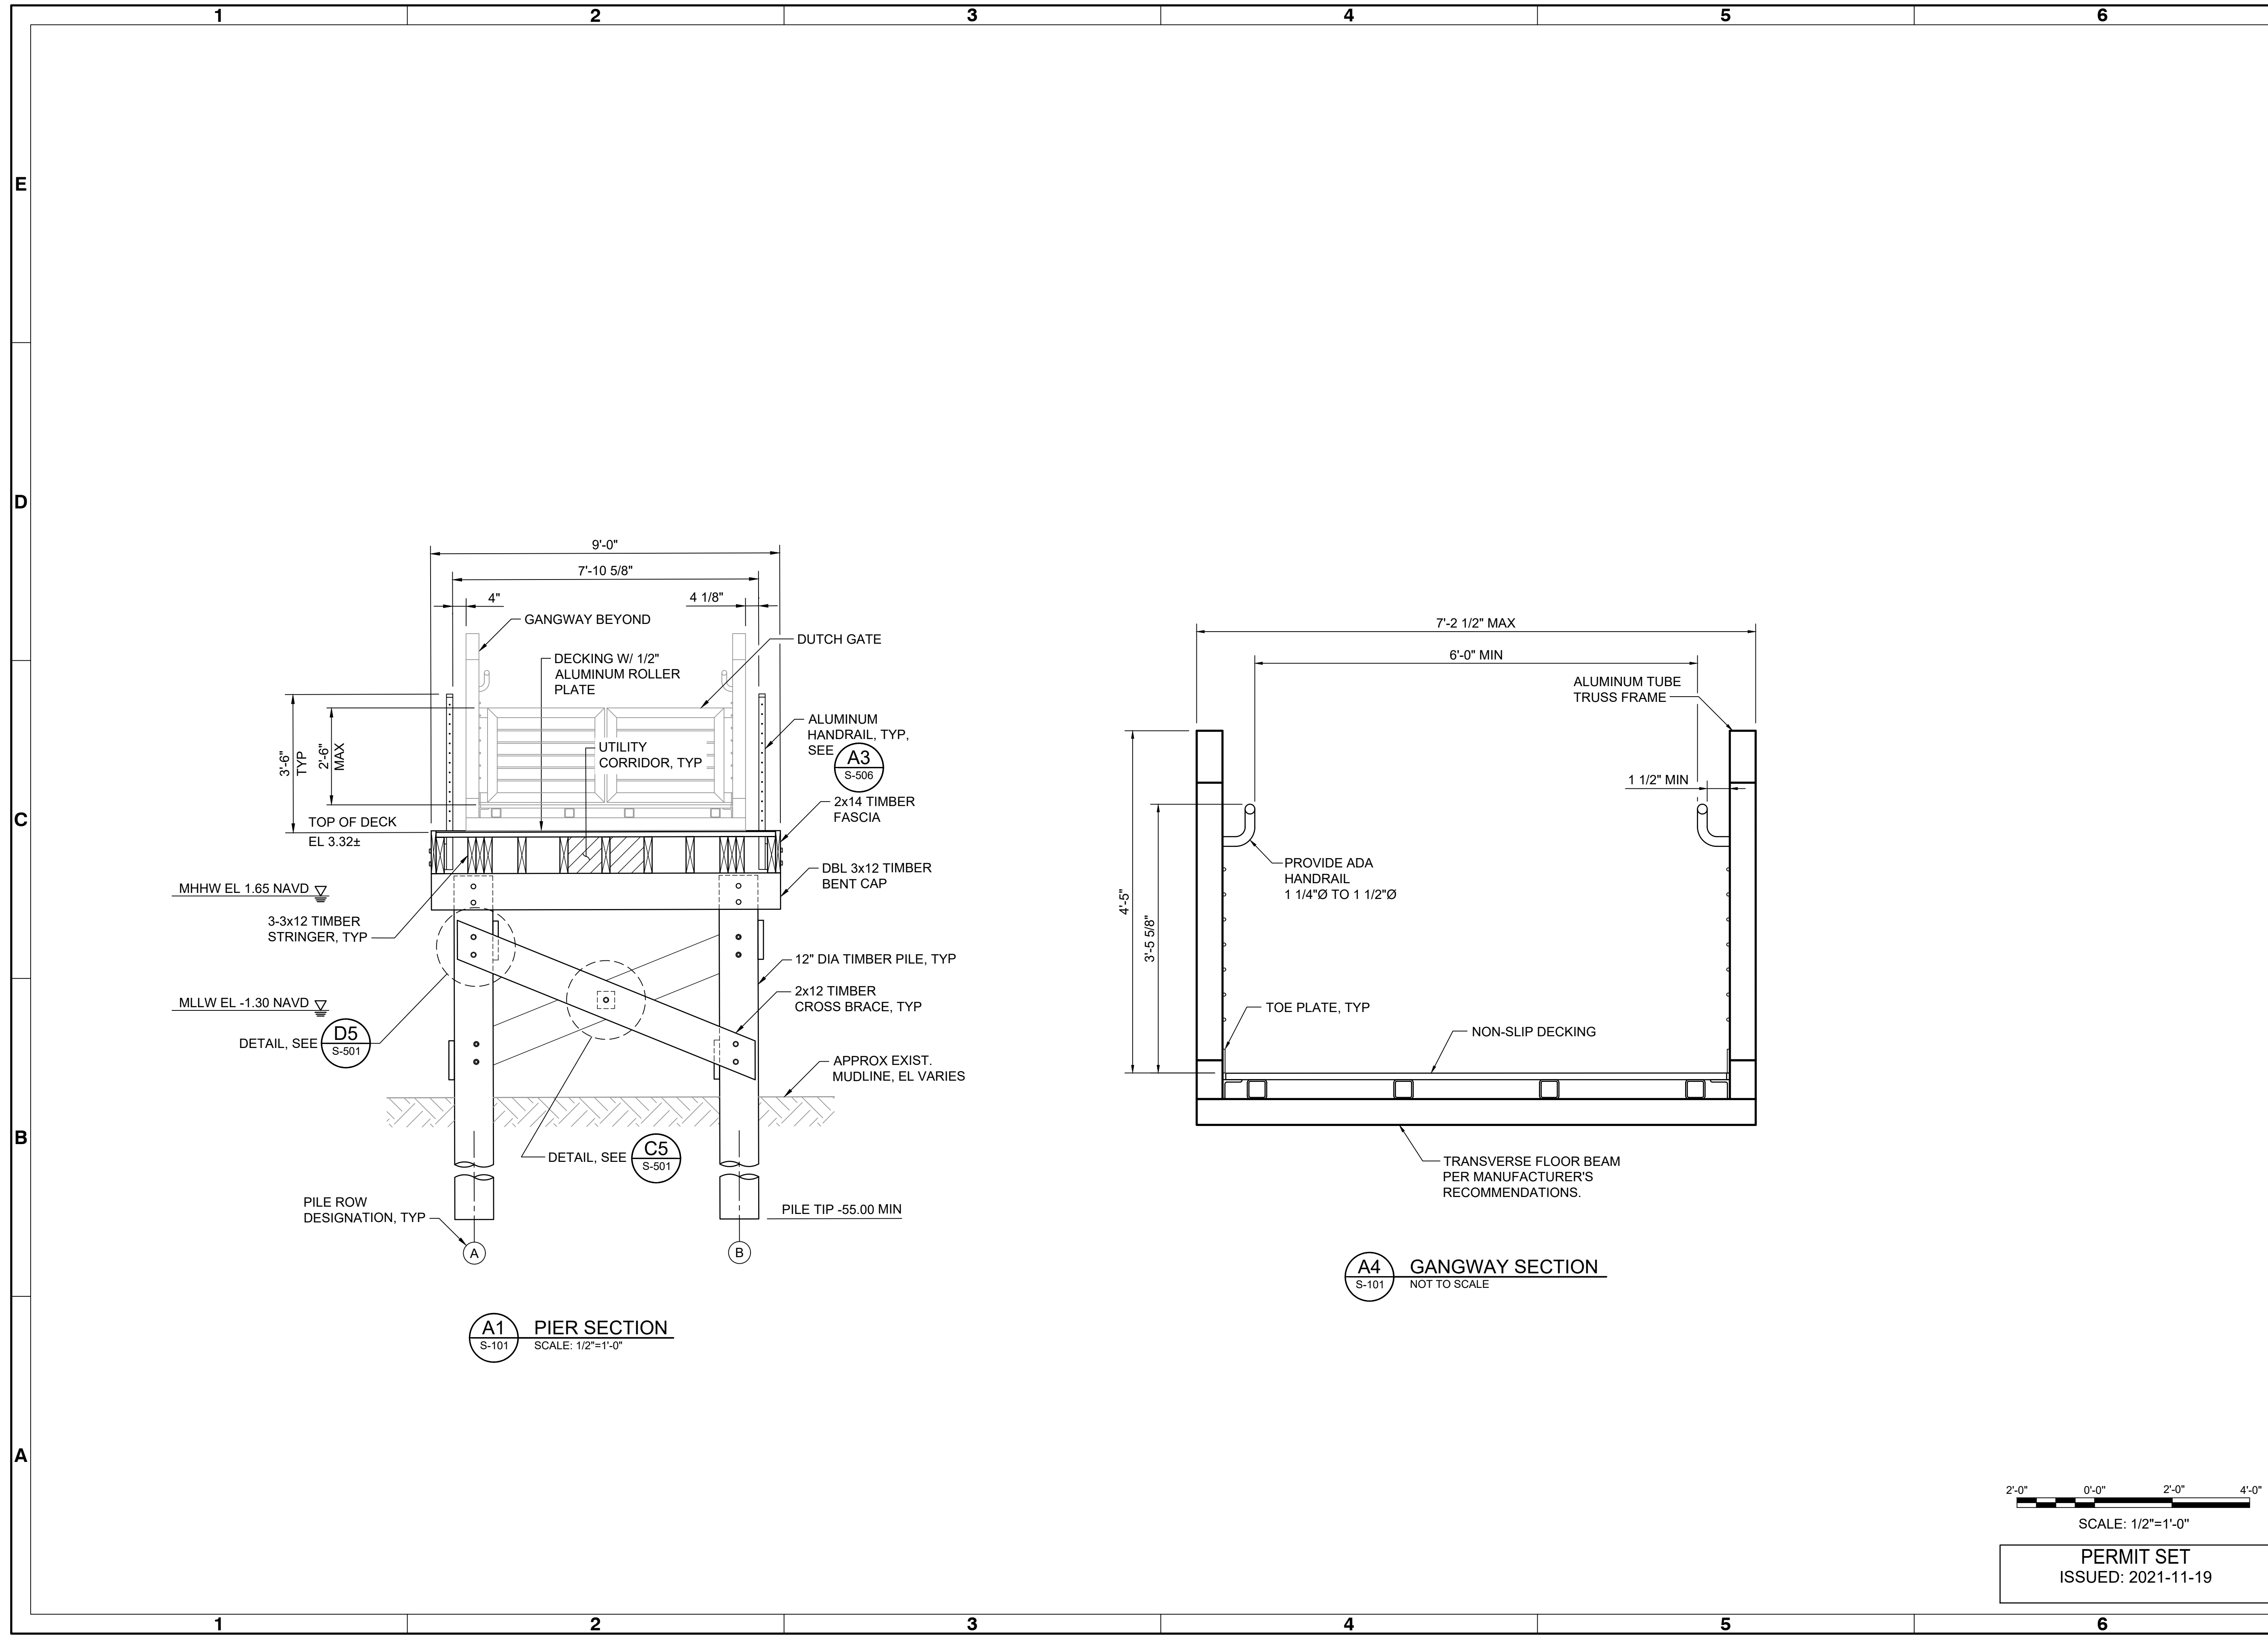 1 2 3 4 5 6
E
D
C
B
A
9'-0"
7'-10 5/8"
4"
4 1/8"
GANGWAY BEYOND
DUTCH GATE
DECKING W/ 1/2"
ALUMINUM ROLLER
PLATE
ALUMINUM
HANDRAIL, TYP,
SEE
A3
S-506
UTILITY
CORRIDOR, TYP
3'-6"
TYP
2'-6"
MAX
2x14 TIMBER
FASCIA
TOP OF DECK
EL 3.32±
DBL 3x12 TIMBER
BENT CAP
MHHW EL 1.65 NAVD
3-3x12 TIMBER
STRINGER, TYP
12" DIA TIMBER PILE, TYP
2x12 TIMBER
CROSS BRACE, TYP
MLLW EL -1.30 NAVD
DETAIL, SEE
D5
S-501
APPROX EXIST.
MUDLINE, EL VARIES
DETAIL, SEE
C5
S-501
PILE ROW
DESIGNATION, TYP
PILE TIP -55.00 MIN
A
B
A1
S-101
PIER SECTION
SCALE: 1/2"=1'-0"
7'-2 1/2" MAX
6'-0" MIN
ALUMINUM TUBE
TRUSS FRAME
1 1/2" MIN
PROVIDE ADA
HANDRAIL
1 1/4"Ø TO 1 1/2"Ø
4'-5"
3'-5 5/8"
TOE PLATE, TYP
NON-SLIP DECKING
TRANSVERSE FLOOR BEAM
PER MANUFACTURER'S
RECOMMENDATIONS.
A4
S-101
GANGWAY SECTION
NOT TO SCALE
2'-0" 0'-0" 2'-0" 4'-0"
SCALE: 1/2"=1'-0"
PERMIT SET
ISSUED: 2021-11-19
1 2 3 4 5 6